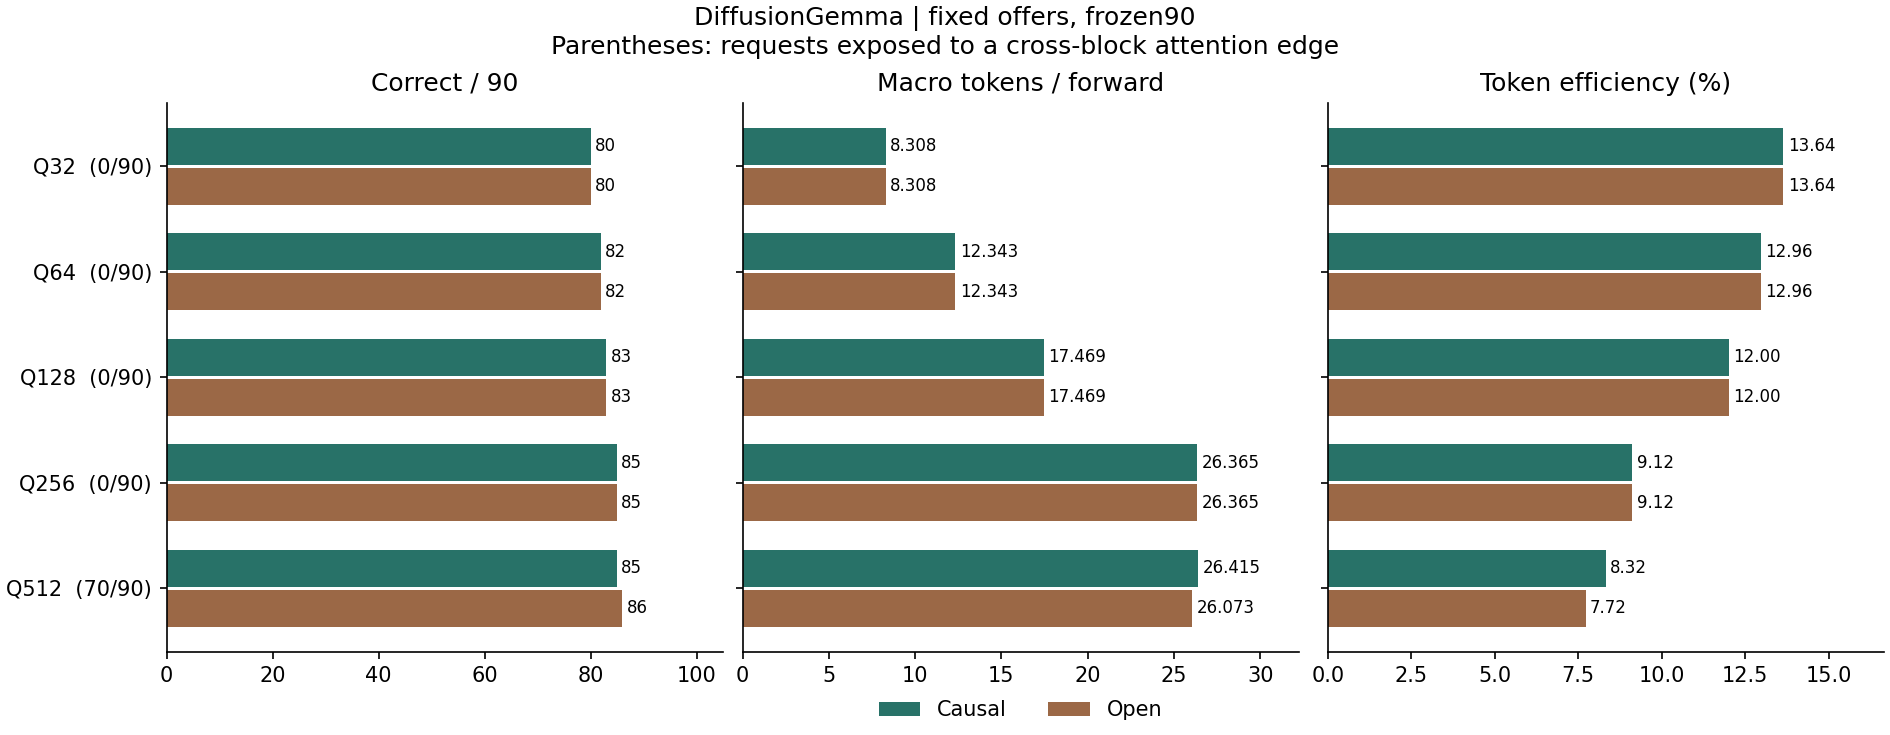 DiffusionGemma | fixed offers, frozen90
Parentheses: requests exposed to a cross-block attention edge
Correct / 90
Macro tokens / forward
Token efficiency (%)
Q32 (0/90)
80
80
8.308
8.308
13.64
13.64
Q64 (0/90)
82
82
12.343
12.343
12.96
12.96
Q128 (0/90)
83
83
17.469
17.469
12.00
12.00
Q256 (0/90)
85
85
26.365
26.365
9.12
9.12
Q512 (70/90)
85
86
26.415
26.073
8.32
7.72
0 20 40 60 80 100
0 5 10 15 20 25 30
0.0 2.5 5.0 7.5 10.0 12.5 15.0
Causal Open